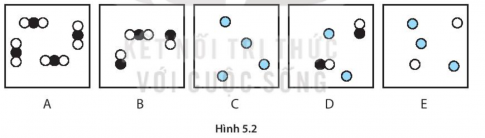 KẾT NỐI TRI THỨC
VỚI CUỘC SỐNG
A B C D E
Hình 5.2